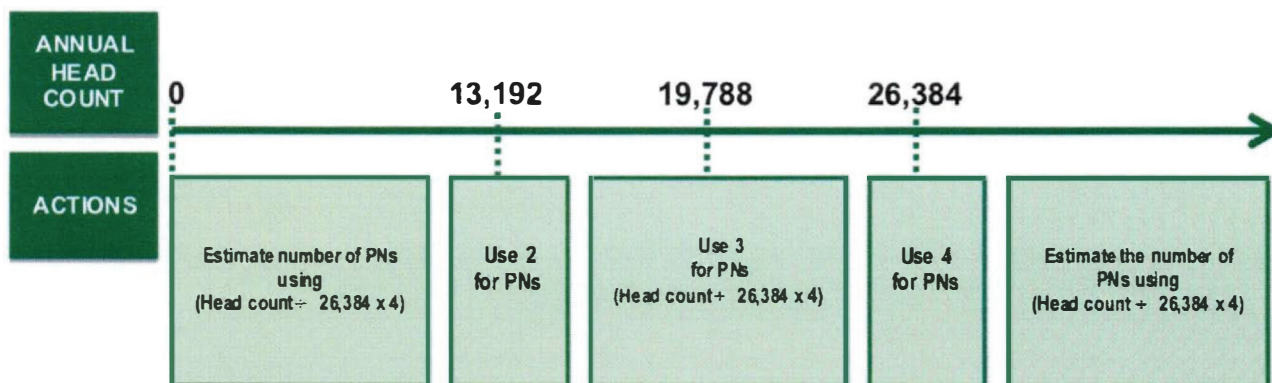 ANNUAL
HEAD
COUNT
0
13,192
19,788
26,384
ACTIONS
Estimate number of PNs
using
(Head count÷ 26,384 x 4)
Use 2
for PNs
Use 3
for PNs
(Head count+ 26,384 x 4)
Use 4
for PNs
Estimate the number of
PNs using
(Head count + 26,384 x 4)